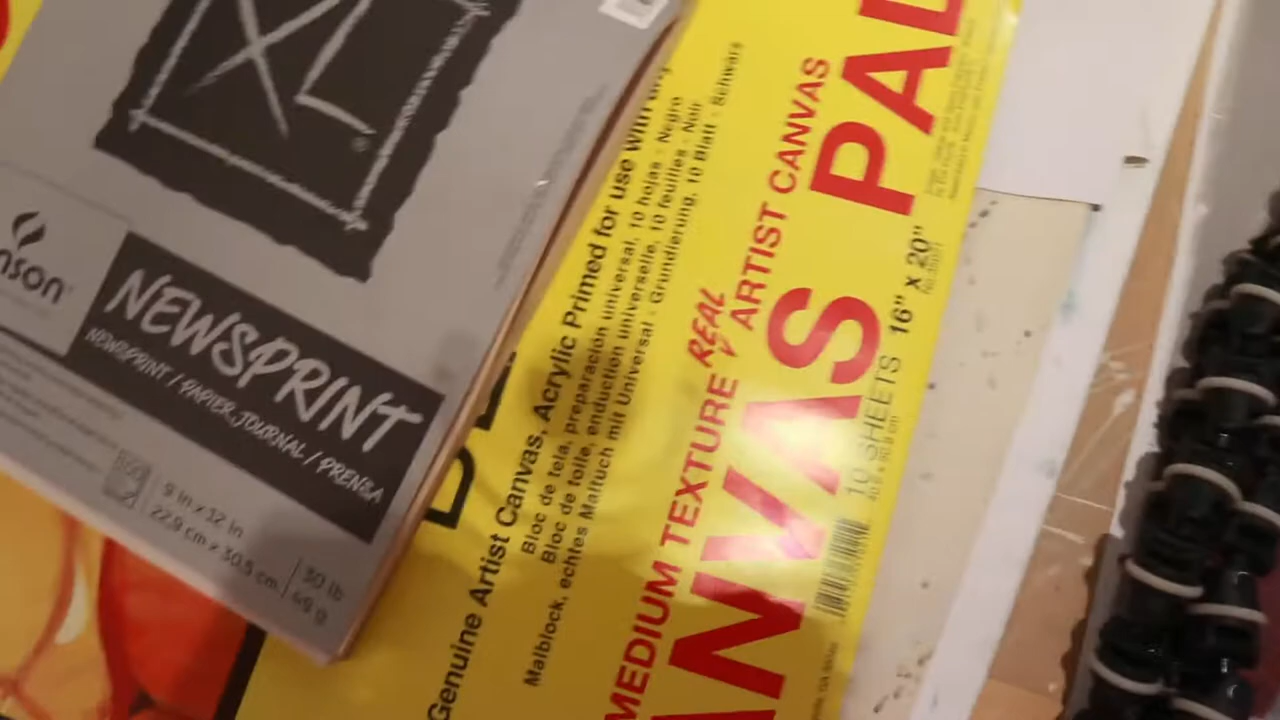 XL
nson
NEWSPRINT
NEWSPRINT / PAPIER JOURNAL / PRENSA
9 in x 12 in
22.9 cm x 30.5 cm
30 lb
49 g
Genuine Artist Canvas. Acrylic Primed for use with any
Bloc de tela, preparación universal, 10 hojas - Negro
Bloc de toile, enduction universelle, 10 feuilles - Noir
Malblock, echtes Maltuch mit Universal - Grundierung, 10 Blatt - Schwarz
MEDIUM TEXTURE REAL ARTIST CANVAS
ANVAS PAD
10 SHEETS 16" X 20"